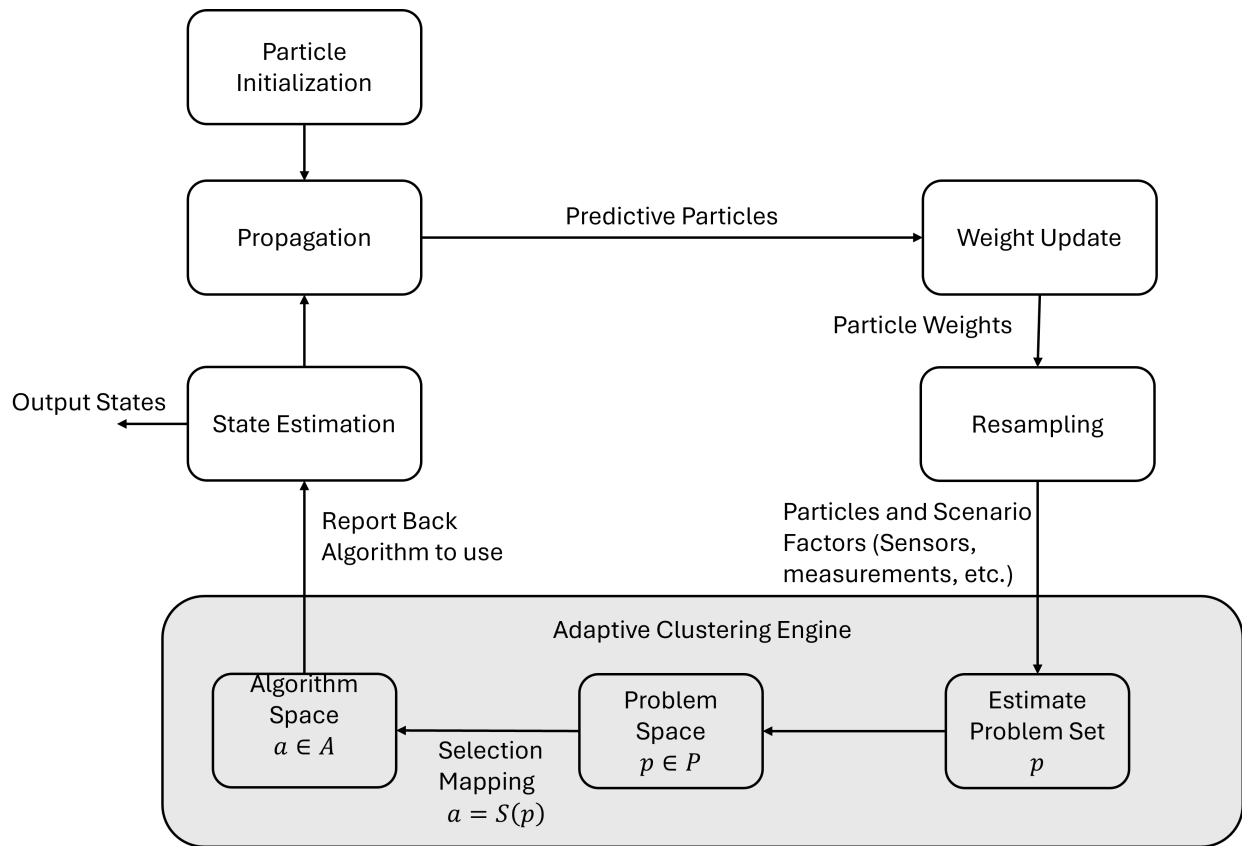 Particle
Initialization
Propagation
Predictive Particles
Weight Update
Particle Weights
Output States
State Estimation
Resampling
Report Back
Algorithm to use
Particles and Scenario
Factors (Sensors,
measurements, etc.)
Adaptive Clustering Engine
Algorithm
Space
𝑎 ∈ 𝐴
Selection
Mapping
𝑎 = 𝑆(𝑝)
Problem
Space
𝑝 ∈ 𝑃
Estimate
Problem Set
𝑝